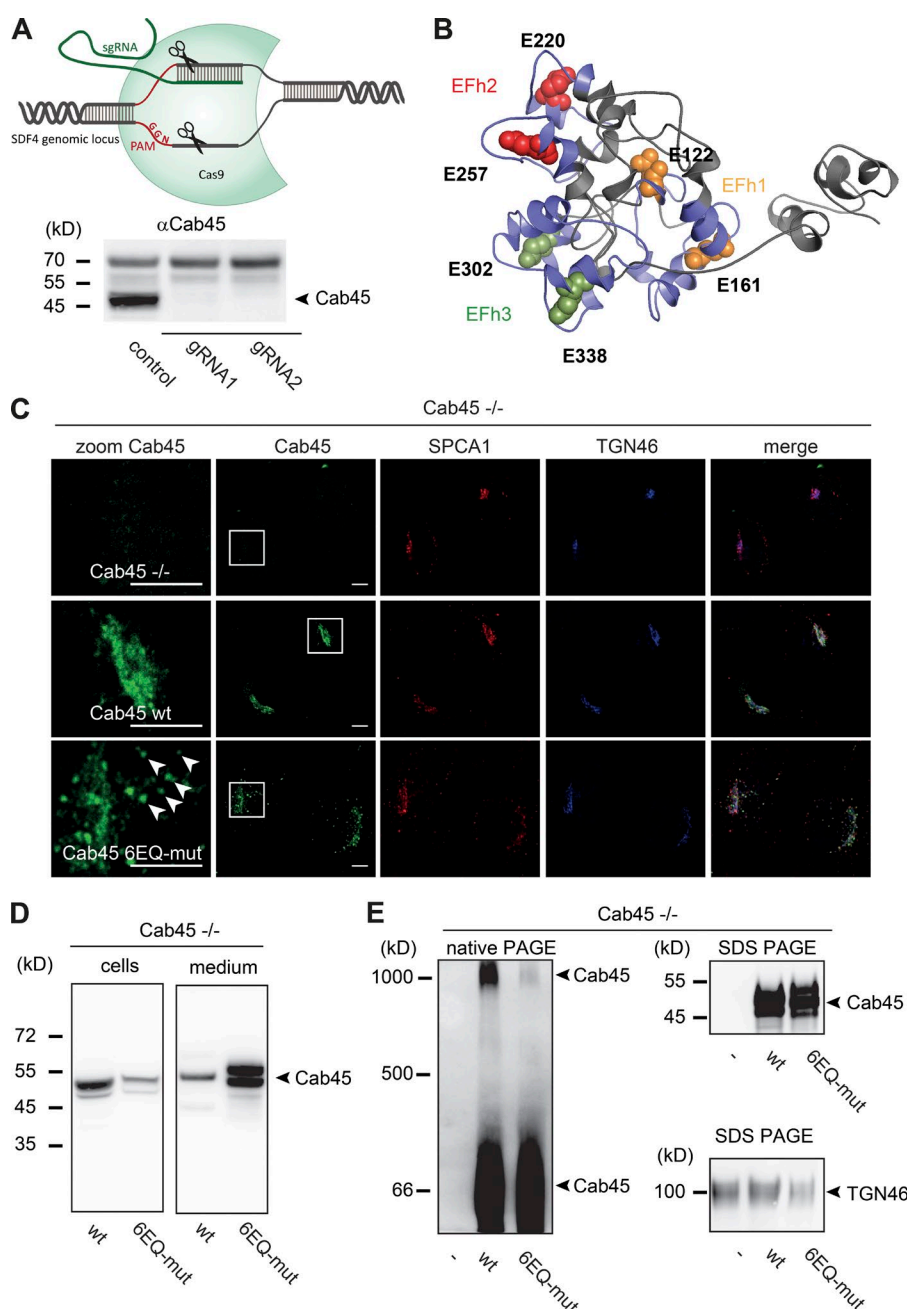 A
sgRNA
SDF4 genomic locus
GGN
PAM
Cas9
(kD)
αCab45
70
55
45
Cab45
control
gRNA1
gRNA2
B
E220
EFh2
E257
E122
EFh1
E302
E161
EFh3
E338
C
Cab45 -/-
zoom Cab45
Cab45
SPCA1
TGN46
merge
Cab45 -/-
Cab45 wt
Cab45 6EQ-mut
D
Cab45 -/-
(kD)
cells
medium
72
55
45
35
Cab45
wt
6EQ-mut
wt
6EQ-mut
E
Cab45 -/-
(kD)
native PAGE
1000
Cab45
500
66
Cab45
-
wt
6EQ-mut
(kD)
SDS PAGE
55
45
Cab45
-
wt
6EQ-mut
(kD)
SDS PAGE
100
TGN46
-
wt
6EQ-mut